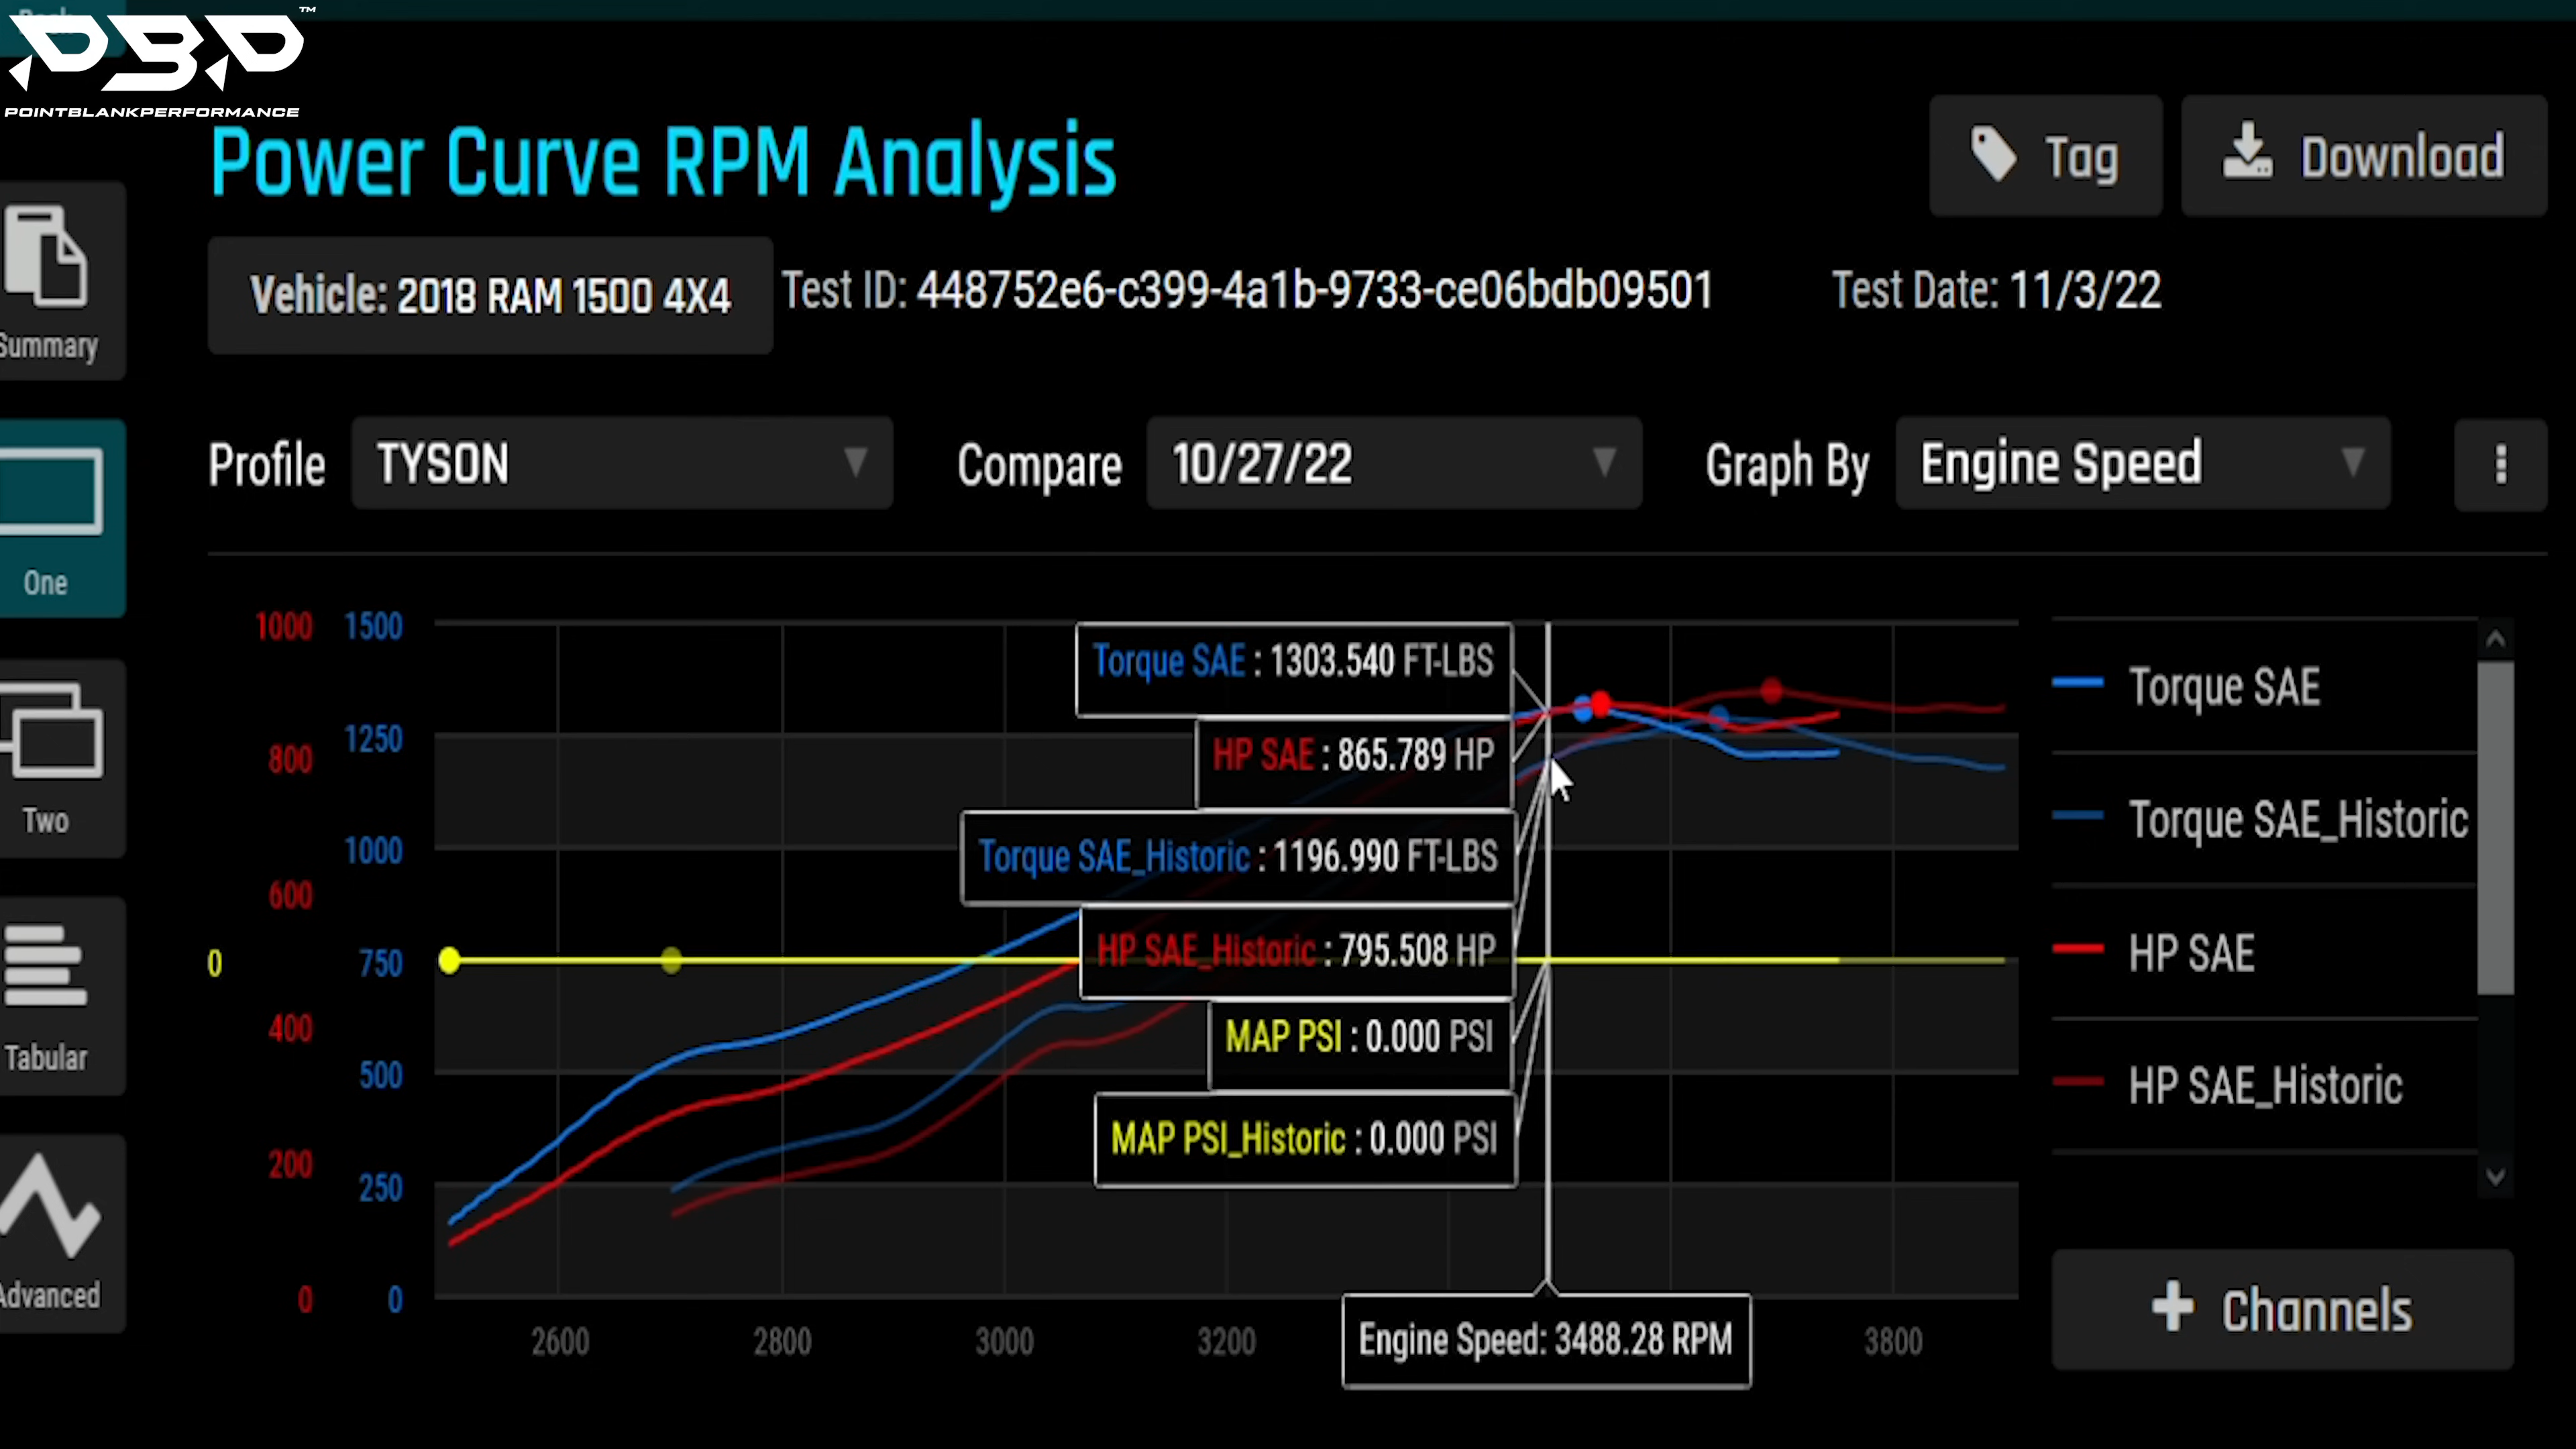 PBP™
POINTBLANKPERFORMANCE
Power Curve RPM Analysis
Tag
Download
Vehicle: 2018 RAM 1500 4X4
Test ID: 448752e6-c399-4a1b-9733-ce06bdb09501
Test Date: 11/3/22
Summary
One
Two
Tabular
Advanced
Profile
TYSON
Compare
10/27/22
Graph By
Engine Speed
1000
800
600
400
200
0
1500
1250
1000
750
500
250
0
0
Torque SAE : 1303.540 FT-LBS
HP SAE : 865.789 HP
Torque SAE_Historic : 1196.990 FT-LBS
HP SAE_Historic : 795.508 HP
MAP PSI : 0.000 PSI
MAP PSI_Historic : 0.000 PSI
Engine Speed: 3488.28 RPM
2600
2800
3000
3200
3800
Torque SAE
Torque SAE_Historic
HP SAE
HP SAE_Historic
Channels